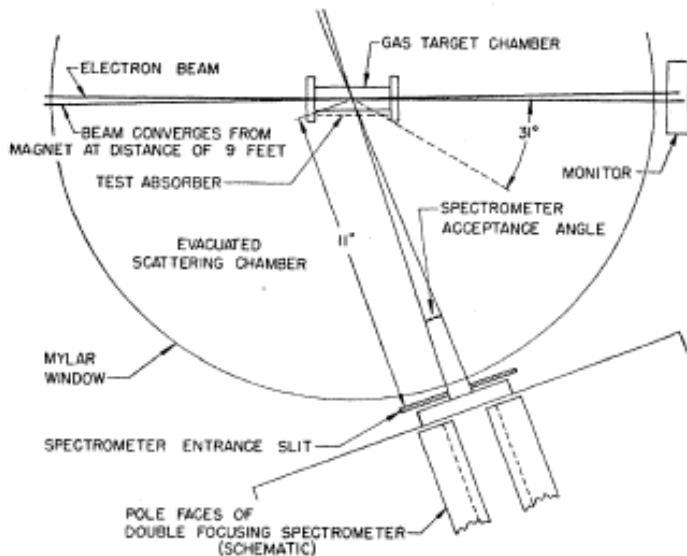 GAS TARGET CHAMBER
ELECTRON BEAM
BEAM CONVERGES FROM
MAGNET AT DISTANCE OF 9 FEET
TEST ABSORBER
31°
MONITOR
SPECTROMETER
ACCEPTANCE ANGLE
11"
EVACUATED
SCATTERING CHAMBER
MYLAR
WINDOW
SPECTROMETER ENTRANCE SLIT
POLE FACES OF
DOUBLE FOCUSING SPECTROMETER
(SCHEMATIC)